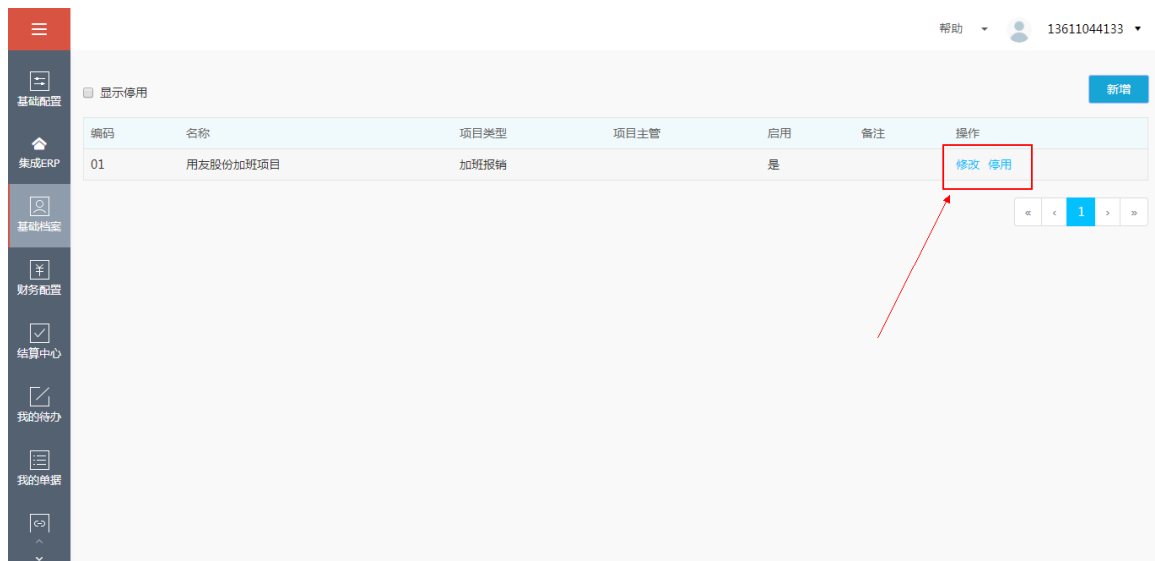 帮助 13611044133
基础配置
集成ERP
基础档案
财务配置
结算中心
我的待办
我的单据
显示停用 新增
编码 名称 项目类型 项目主管 启用 备注 操作
01 用友股份加班项目 加班报销 是 修改 停用
« ‹ 1 › »